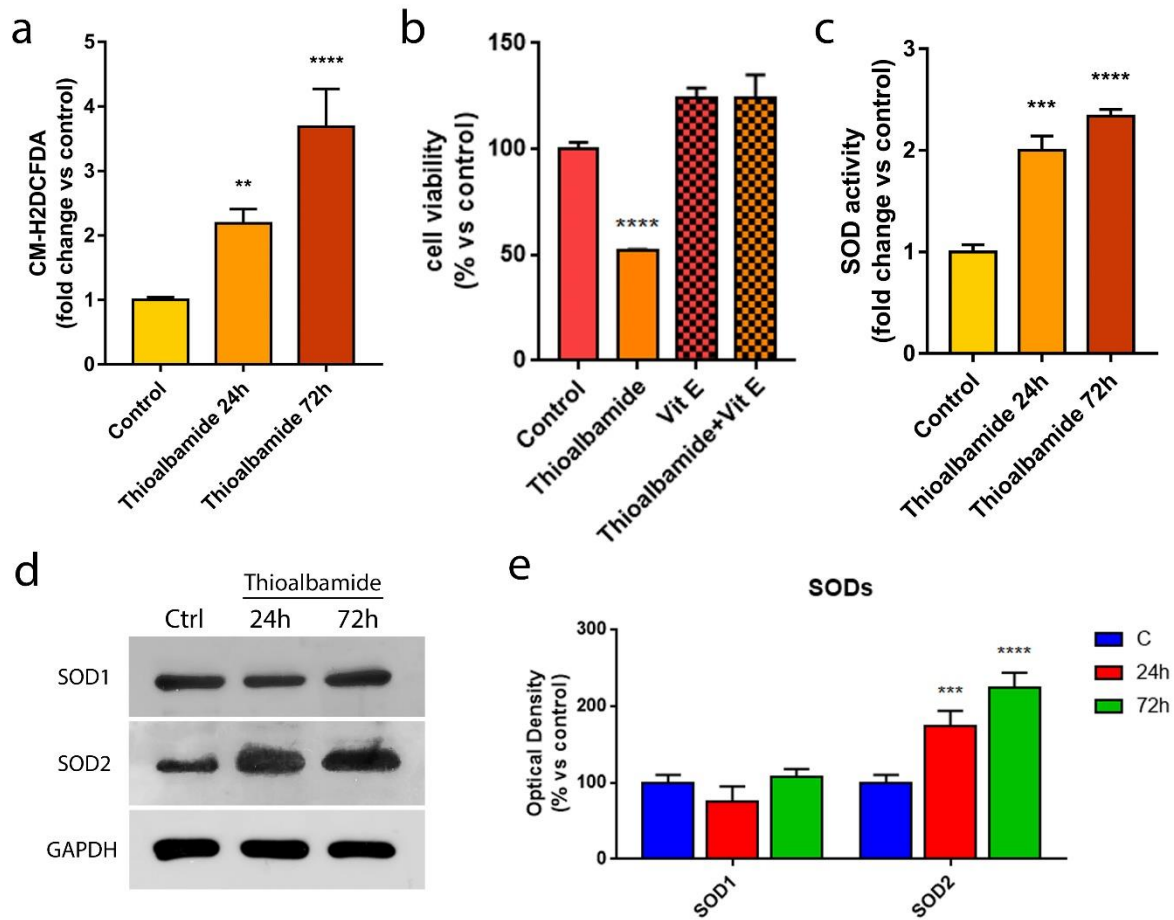 a
CM-H2DCFDA
(fold change vs control)
5
4
3
2
1
0
**
****
Control
Thioalbamide 24h
Thioalbamide 72h
b
cell viability
(% vs control)
150
100
50
0
****
Control
Thioalbamide
Vit E
Thioalbamide+Vit E
c
SOD activity
(fold change vs control)
3
2
1
0
***
****
Control
Thioalbamide 24h
Thioalbamide 72h
d
Thioalbamide
Ctrl 24h 72h
SOD1
SOD2
GAPDH
e
SODs
Optical Density
(% vs control)
300
200
100
0
***
****
SOD1
SOD2
C
24h
72h